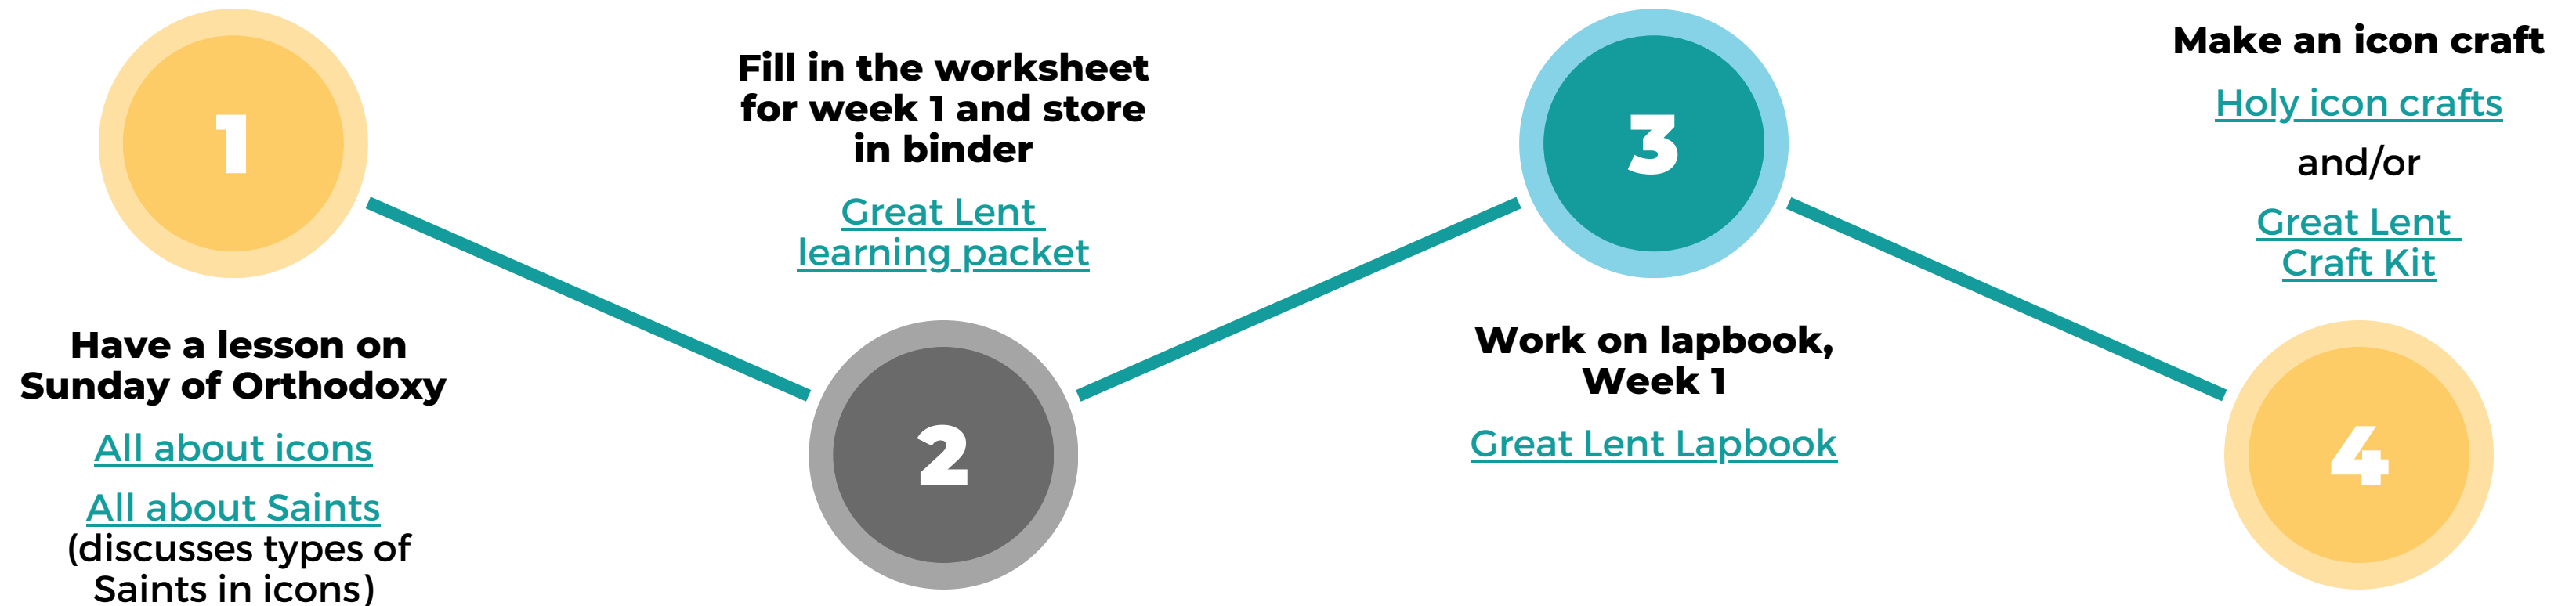 1
Have a lesson on
Sunday of Orthodoxy
All about icons
All about Saints
(discusses types of
Saints in icons)
Fill in the worksheet
for week 1 and store
in binder
Great Lent
learning packet
2
3
Work on lapbook,
Week 1
Great Lent Lapbook
Make an icon craft
Holy icon crafts
and/or
Great Lent
Craft Kit
4